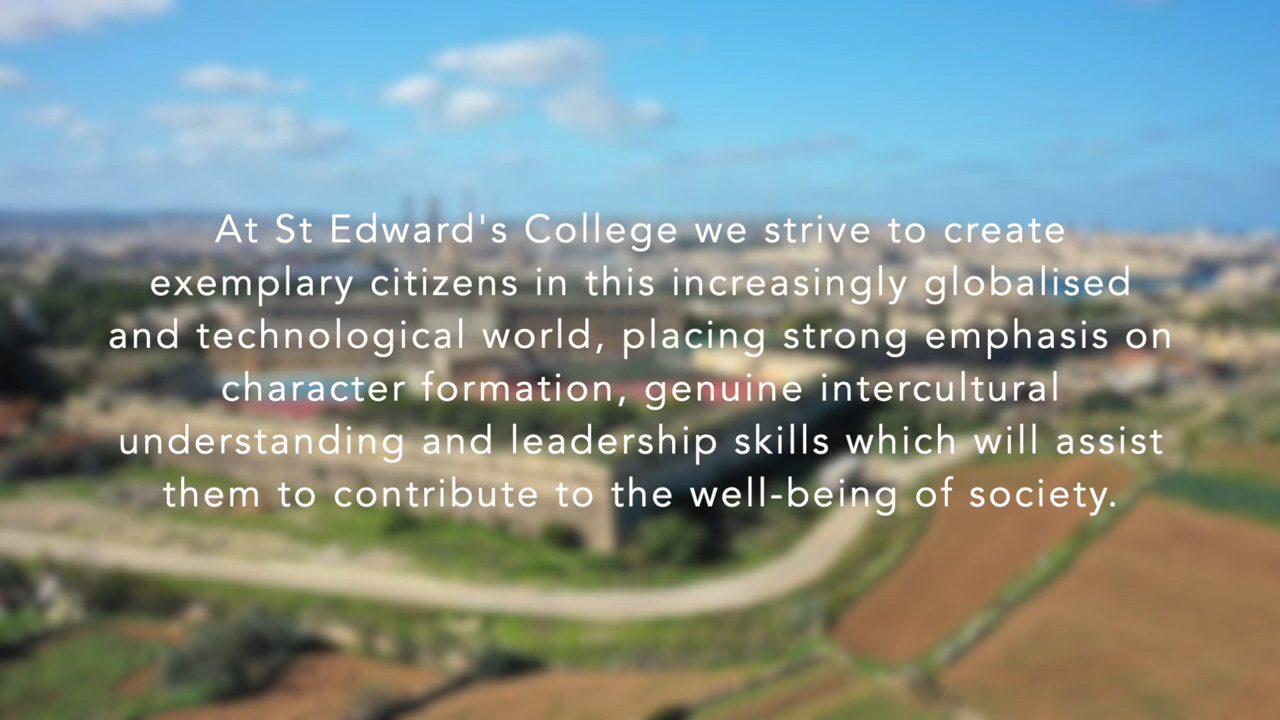 At St Edward's College we strive to create
exemplary citizens in this increasingly globalised
and technological world, placing strong emphasis on
character formation, genuine intercultural
understanding and leadership skills which will assist
them to contribute to the well-being of society.